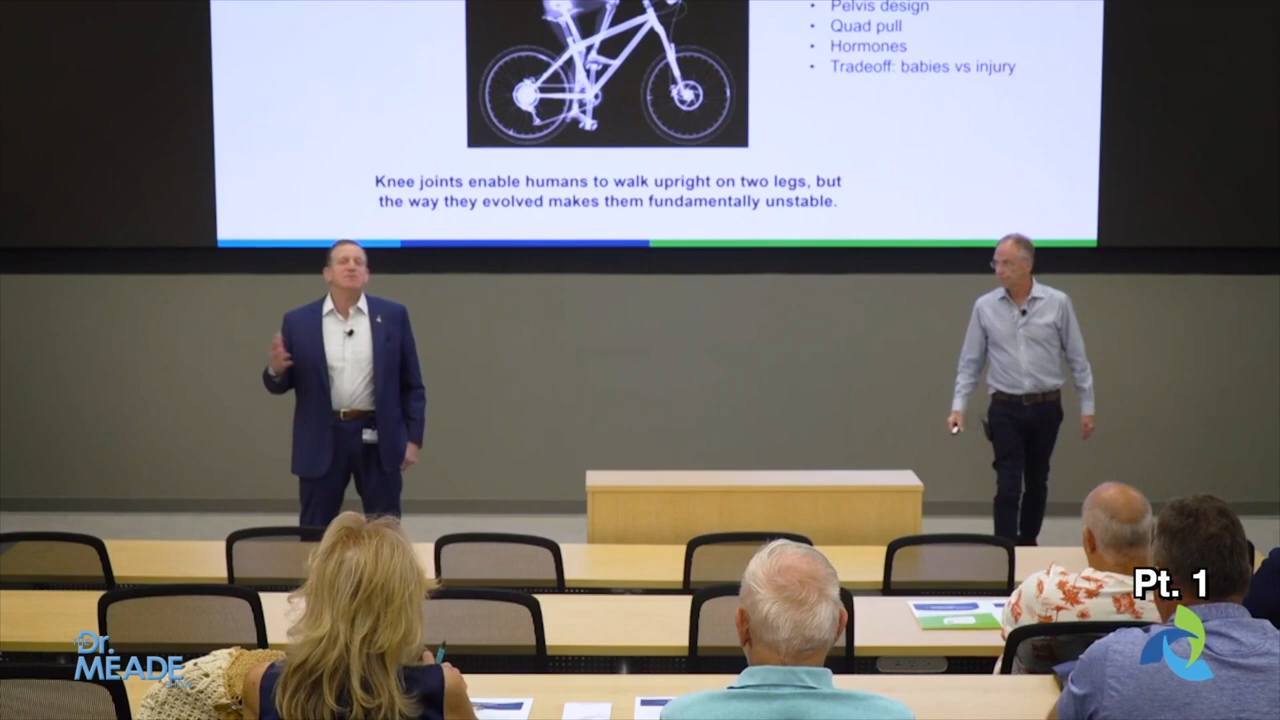 Pelvis design
Quad pull
Hormones
Tradeoff: babies vs injury
Knee joints enable humans to walk upright on two legs, but
the way they evolved makes them fundamentally unstable.
Pt. 1
Dr.
MEADE